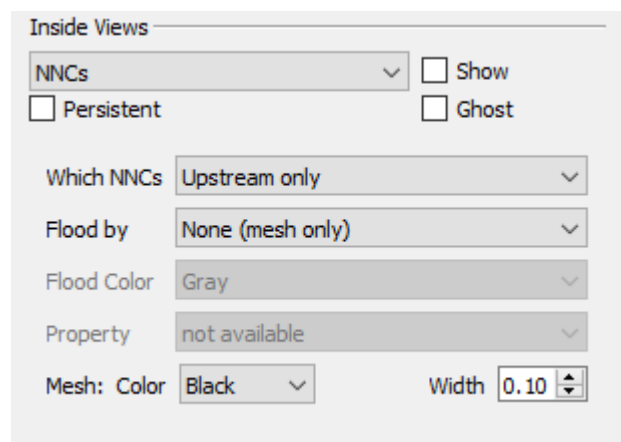 Inside Views
NNCs Show
Persistent Ghost
Which NNCs Upstream only
Flood by None (mesh only)
Flood Color Gray
Property not available
Mesh: Color Black Width 0.10